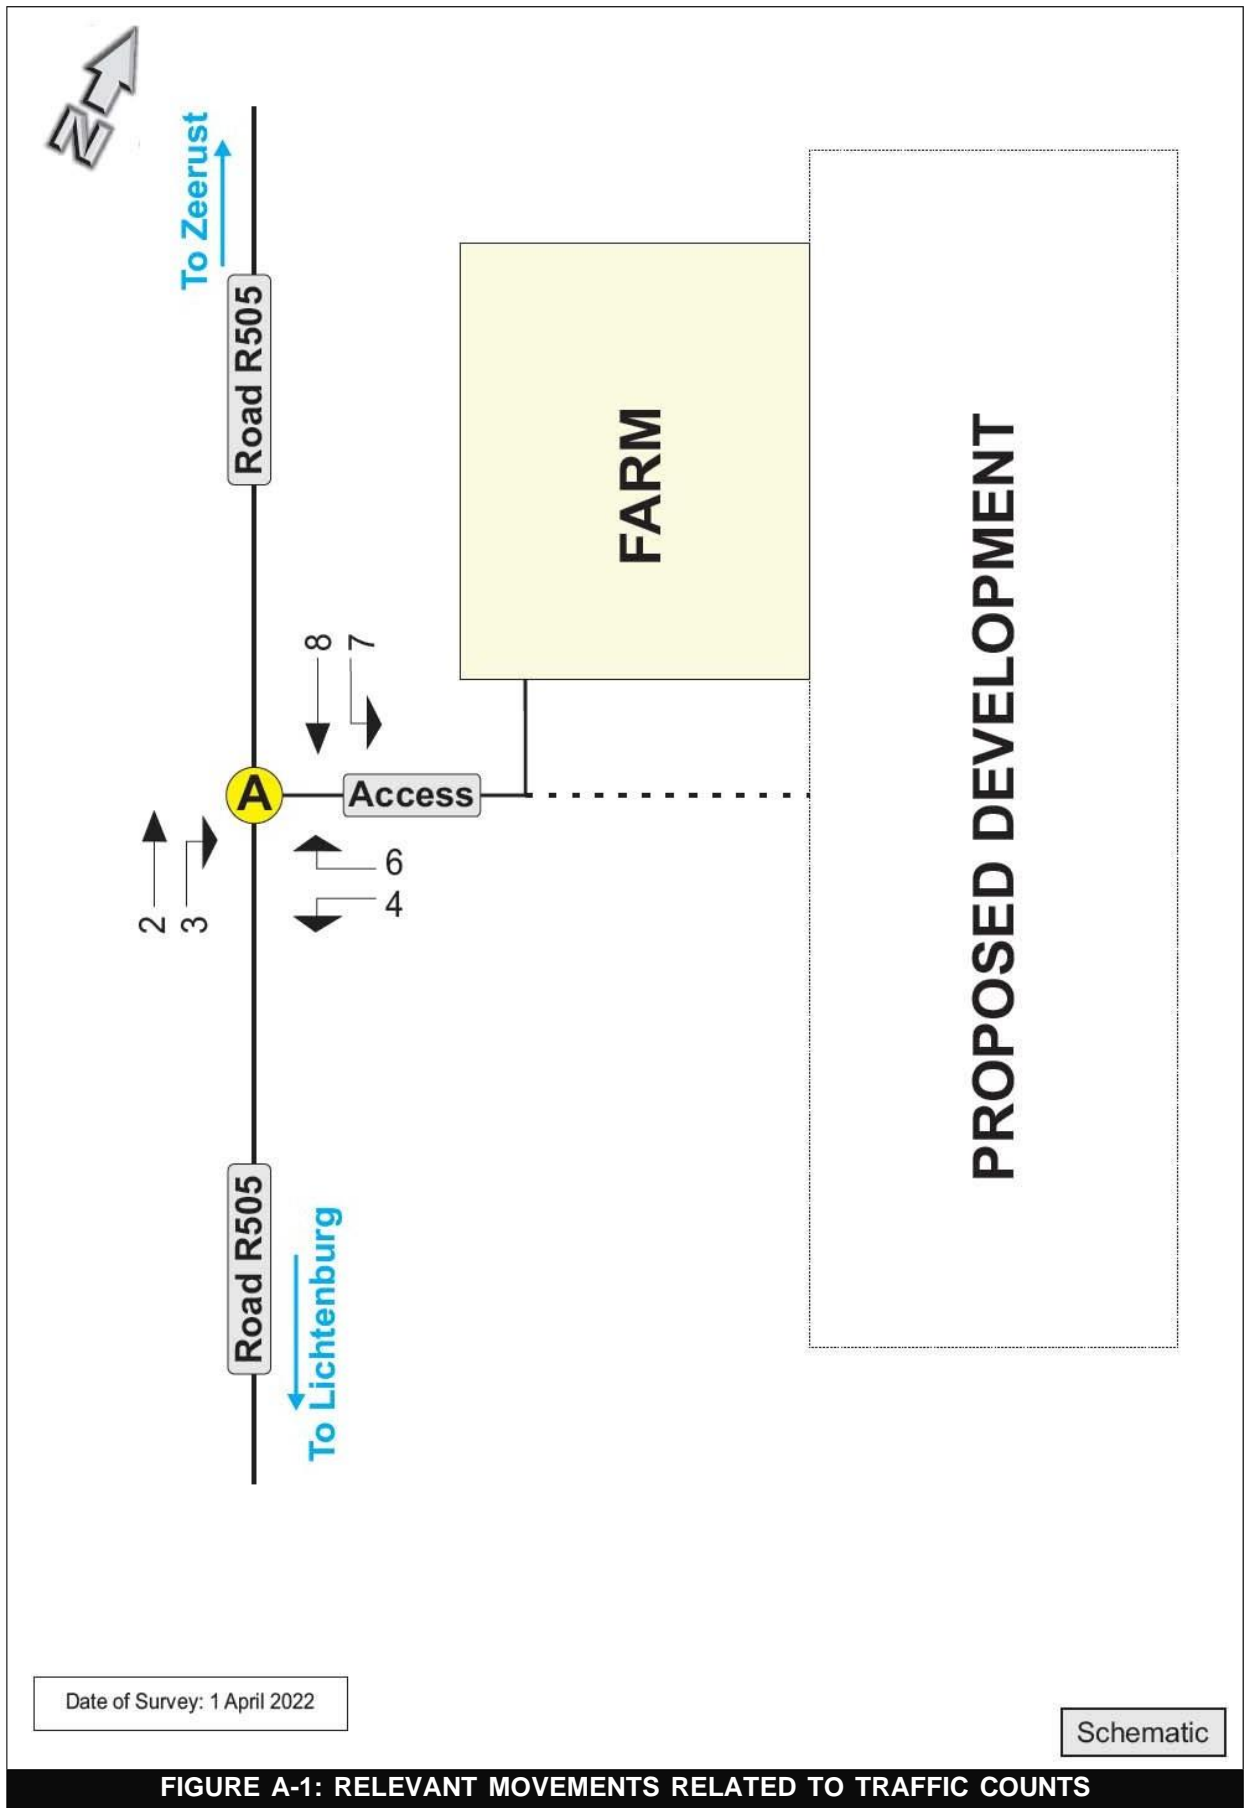 N
To Zeerust
Road R505
FARM
8
7
A
Access
2
3
6
4
PROPOSED DEVELOPMENT
Road R505
To Lichtenburg
Date of Survey: 1 April 2022
Schematic
FIGURE A-1: RELEVANT MOVEMENTS RELATED TO TRAFFIC COUNTS